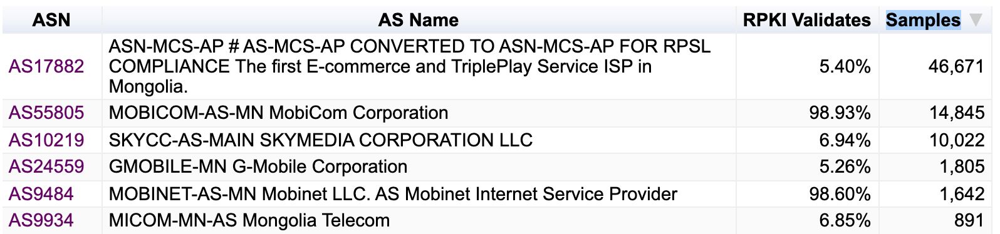 ASN AS Name RPKI Validates Samples ▼
ASN-MCS-AP # AS-MCS-AP CONVERTED TO ASN-MCS-AP FOR RPSL
AS17882 COMPLIANCE The first E-commerce and TriplePlay Service ISP in 5.40% 46,671
Mongolia.
AS55805 MOBICOM-AS-MN MobiCom Corporation 98.93% 14,845
AS10219 SKYCC-AS-MAIN SKYMEDIA CORPORATION LLC 6.94% 10,022
AS24559 GMOBILE-MN G-Mobile Corporation 5.26% 1,805
AS9484 MOBINET-AS-MN Mobinet LLC. AS Mobinet Internet Service Provider 98.60% 1,642
AS9934 MICOM-MN-AS Mongolia Telecom 6.85% 891